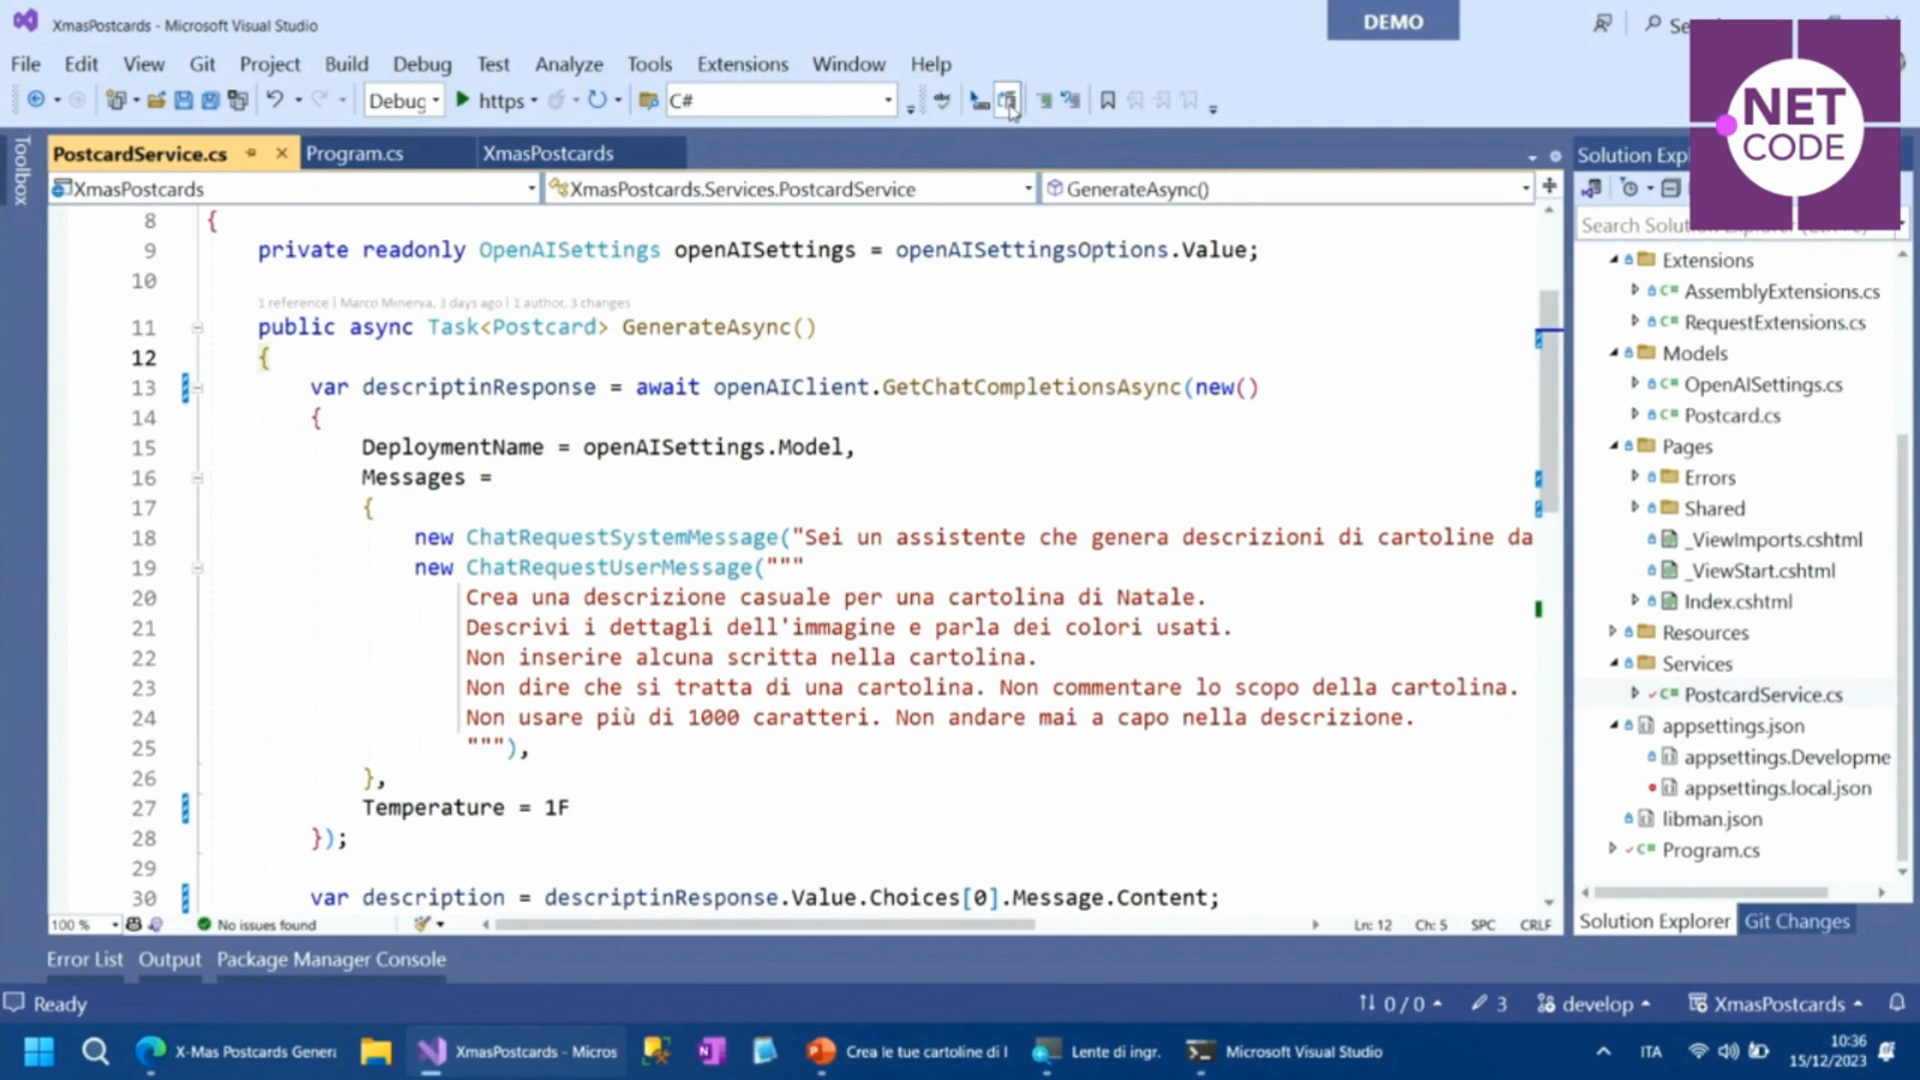 XmasPostcards - Microsoft Visual Studio
DEMO
File Edit View Git Project Build Debug Test Analyze Tools Extensions Window Help
Debug https C#
.NET
CODE
Toolbox
PostcardService.cs Program.cs XmasPostcards
XmasPostcards XmasPostcards.Services.PostcardService GenerateAsync()
8 {
9 private readonly OpenAISettings openAISettings = openAISettingsOptions.Value;
10
1 reference | Marco Minerva, 3 days ago | 1 author, 3 changes
11 public async Task<Postcard> GenerateAsync()
12 {
13 var descriptinResponse = await openAIClient.GetChatCompletionsAsync(new()
14 {
15 DeploymentName = openAISettings.Model,
16 Messages =
17 {
18 new ChatRequestSystemMessage("Sei un assistente che genera descrizioni di cartoline da
19 new ChatRequestUserMessage("""
20 Crea una descrizione casuale per una cartolina di Natale.
21 Descrivi i dettagli dell'immagine e parla dei colori usati.
22 Non inserire alcuna scritta nella cartolina.
23 Non dire che si tratta di una cartolina. Non commentare lo scopo della cartolina.
24 Non usare più di 1000 caratteri. Non andare mai a capo nella descrizione.
25 """),
26 },
27 Temperature = 1F
28 });
29
30 var description = descriptinResponse.Value.Choices[0].Message.Content;
100 % No issues found Ln: 12 Ch: 5 SPC CRLF
Solution Expl
Search Solut
Extensions
C# AssemblyExtensions.cs
C# RequestExtensions.cs
Models
C# OpenAISettings.cs
C# Postcard.cs
Pages
Errors
Shared
_ViewImports.cshtml
_ViewStart.cshtml
Index.cshtml
Resources
Services
C# PostcardService.cs
appsettings.json
appsettings.Developme
appsettings.local.json
libman.json
C# Program.cs
Solution Explorer Git Changes
Error List Output Package Manager Console
Ready 0 / 0 3 develop XmasPostcards
X-Mas Postcards Genera XmasPostcards - Micros Crea le tue cartoline di l Lente di ingr. Microsoft Visual Studio ITA 10:36
15/12/2023